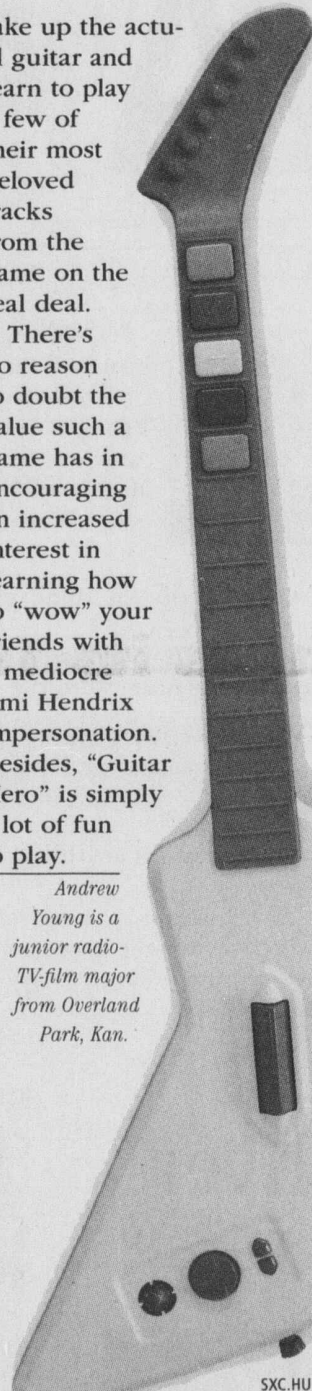 ake up the actu-
l guitar and
earn to play
few of
heir most
eloved
racks
rom the
ame on the
eal deal.
There's
o reason
o doubt the
alue such a
ame has in
ncouraging
n increased
nterest in
earning how
o “wow” your
riends with
mediocre
imi Hendrix
mpersonation.
esides, “Guitar
ero” is simply
lot of fun
o play.
Andrew
Young is a
junior radio-
TV-film major
from Overland
Park, Kan.
SXC.HU